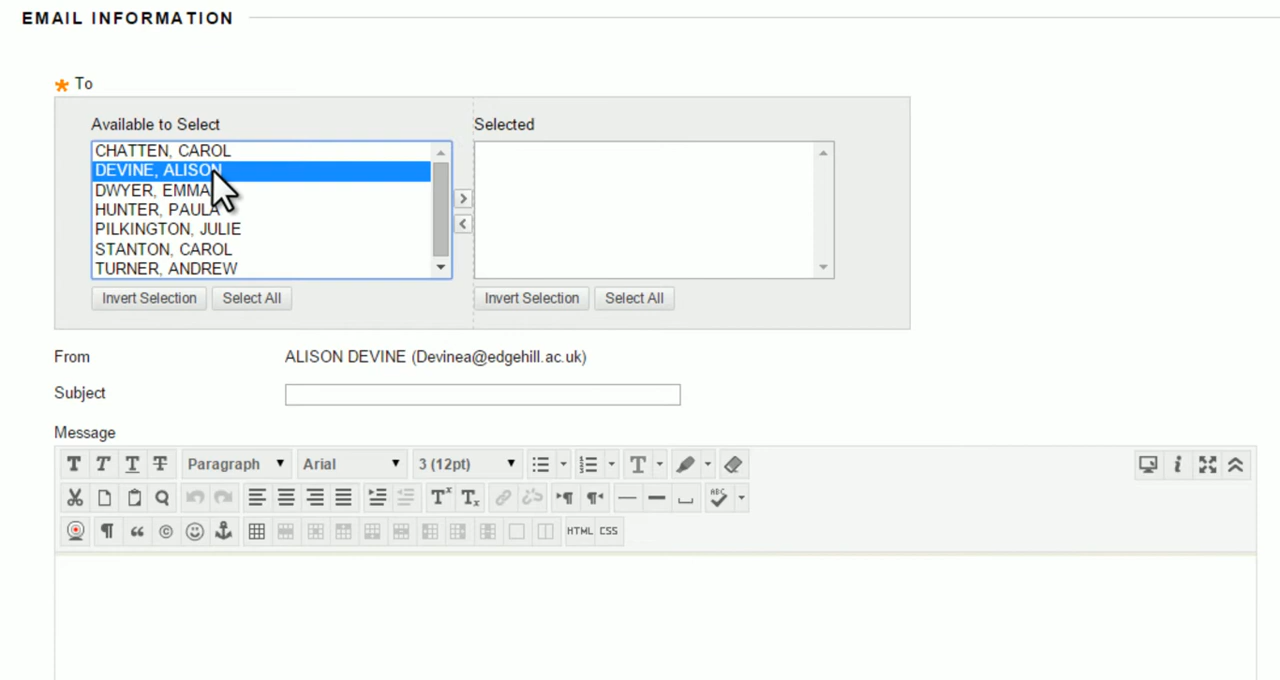 EMAIL INFORMATION
To
Available to Select
Selected
CHATTEN, CAROL
DEVINE, ALISON
DWYER, EMMA
HUNTER, PAULA
PILKINGTON, JULIE
STANTON, CAROL
TURNER, ANDREW
Invert Selection Select All
Invert Selection Select All
From ALISON DEVINE (Devinea@edgehill.ac.uk)
Subject
Message
T T T T Paragraph Arial 3 (12pt) T i
T T ABC
HTML CSS